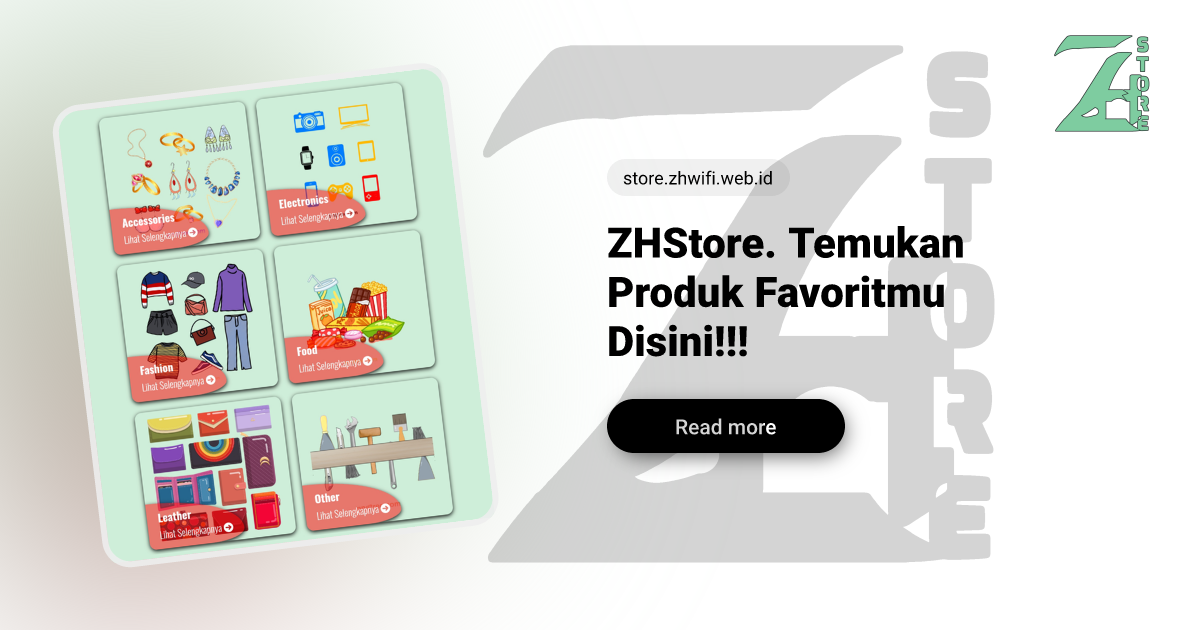 STORE
STORE
Accessories
Lihat Selengkapnya
Electronics
Lihat Selengkapnya
Fashion
Lihat Selengkapnya
Food
Lihat Selengkapnya
Leather
Lihat Selengkapnya
Other
Lihat Selengkapnya
store.zhwifi.web.id
ZHStore. Temukan
Produk Favoritmu
Disini!!!
Read more